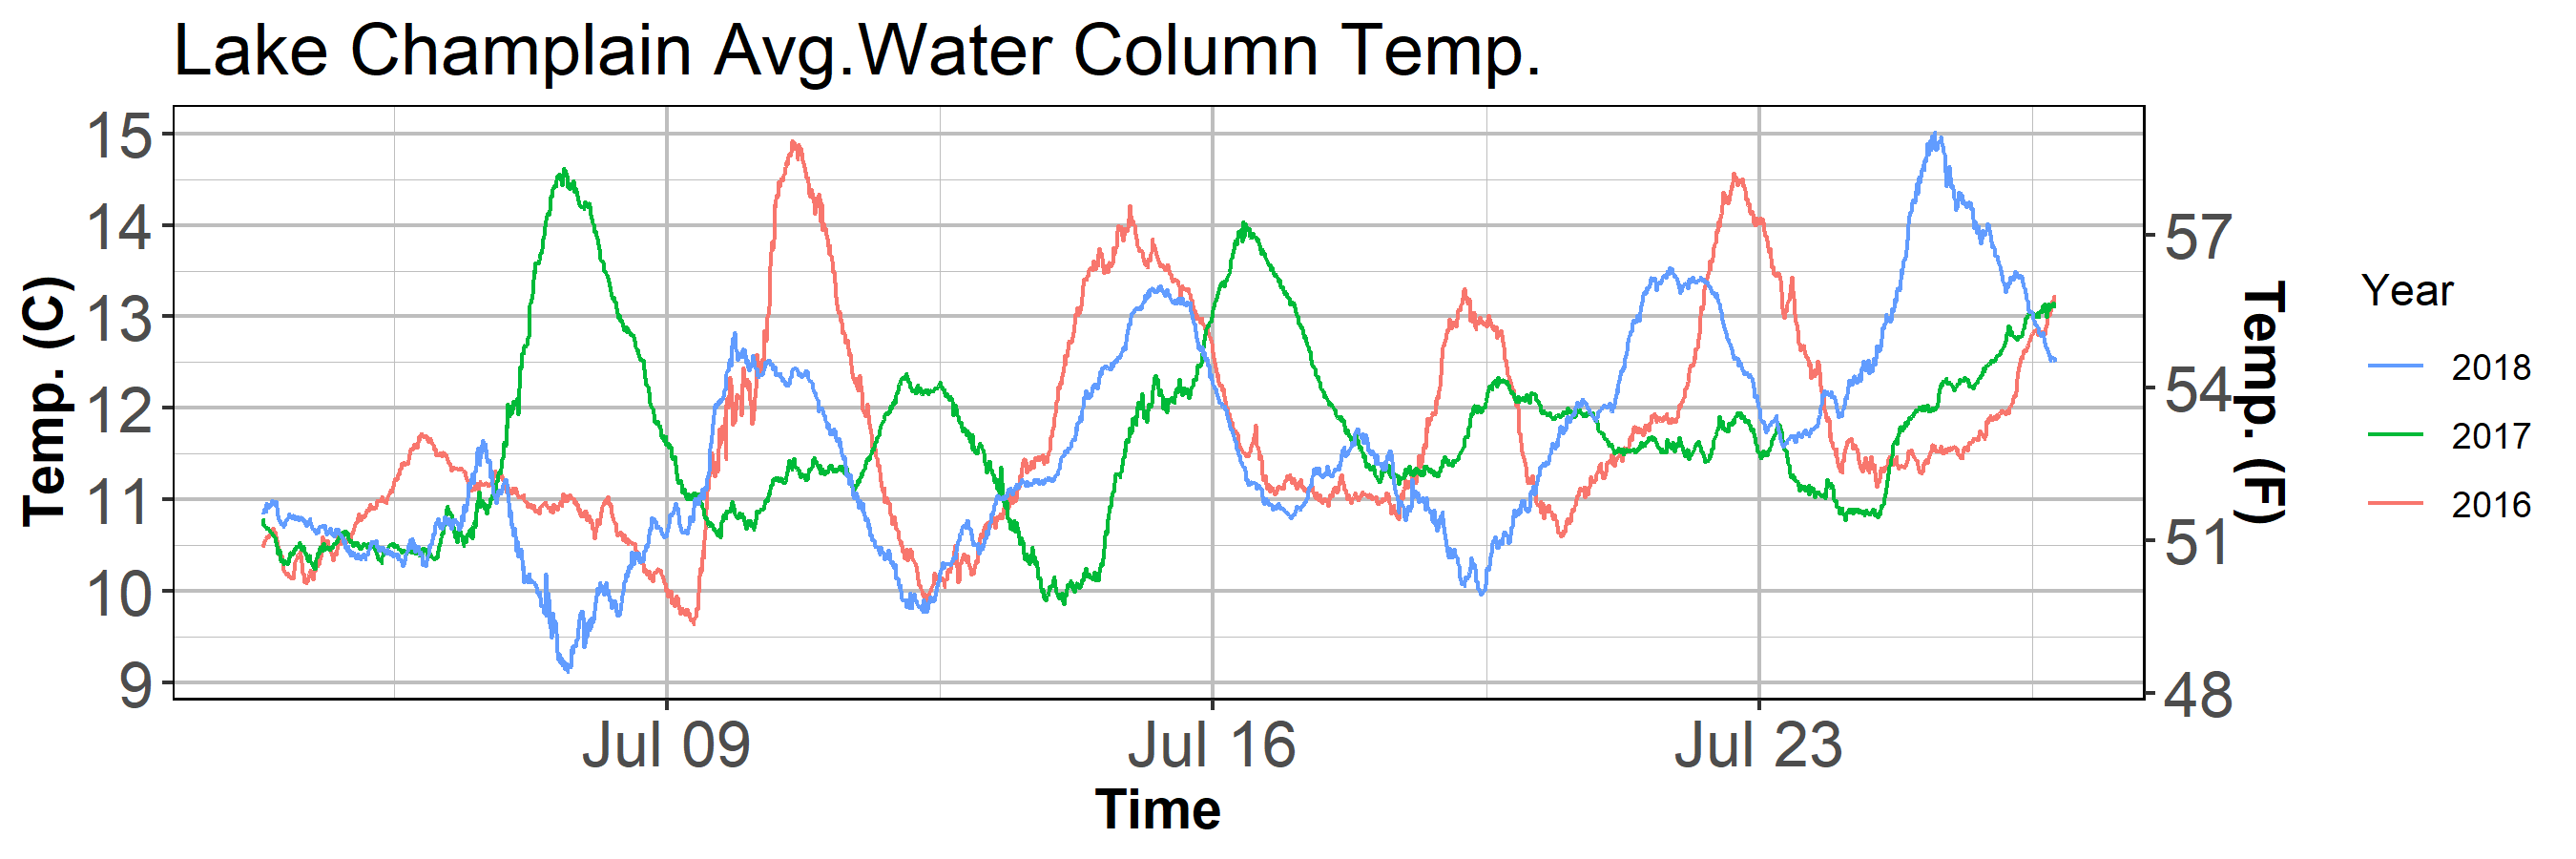 Lake Champlain Avg.Water Column Temp.
15
14
13
12
11
10
9
Temp. (C)
57
54
51
48
Temp. (F)
Jul 09 Jul 16 Jul 23
Time
Year
2018
2017
2016